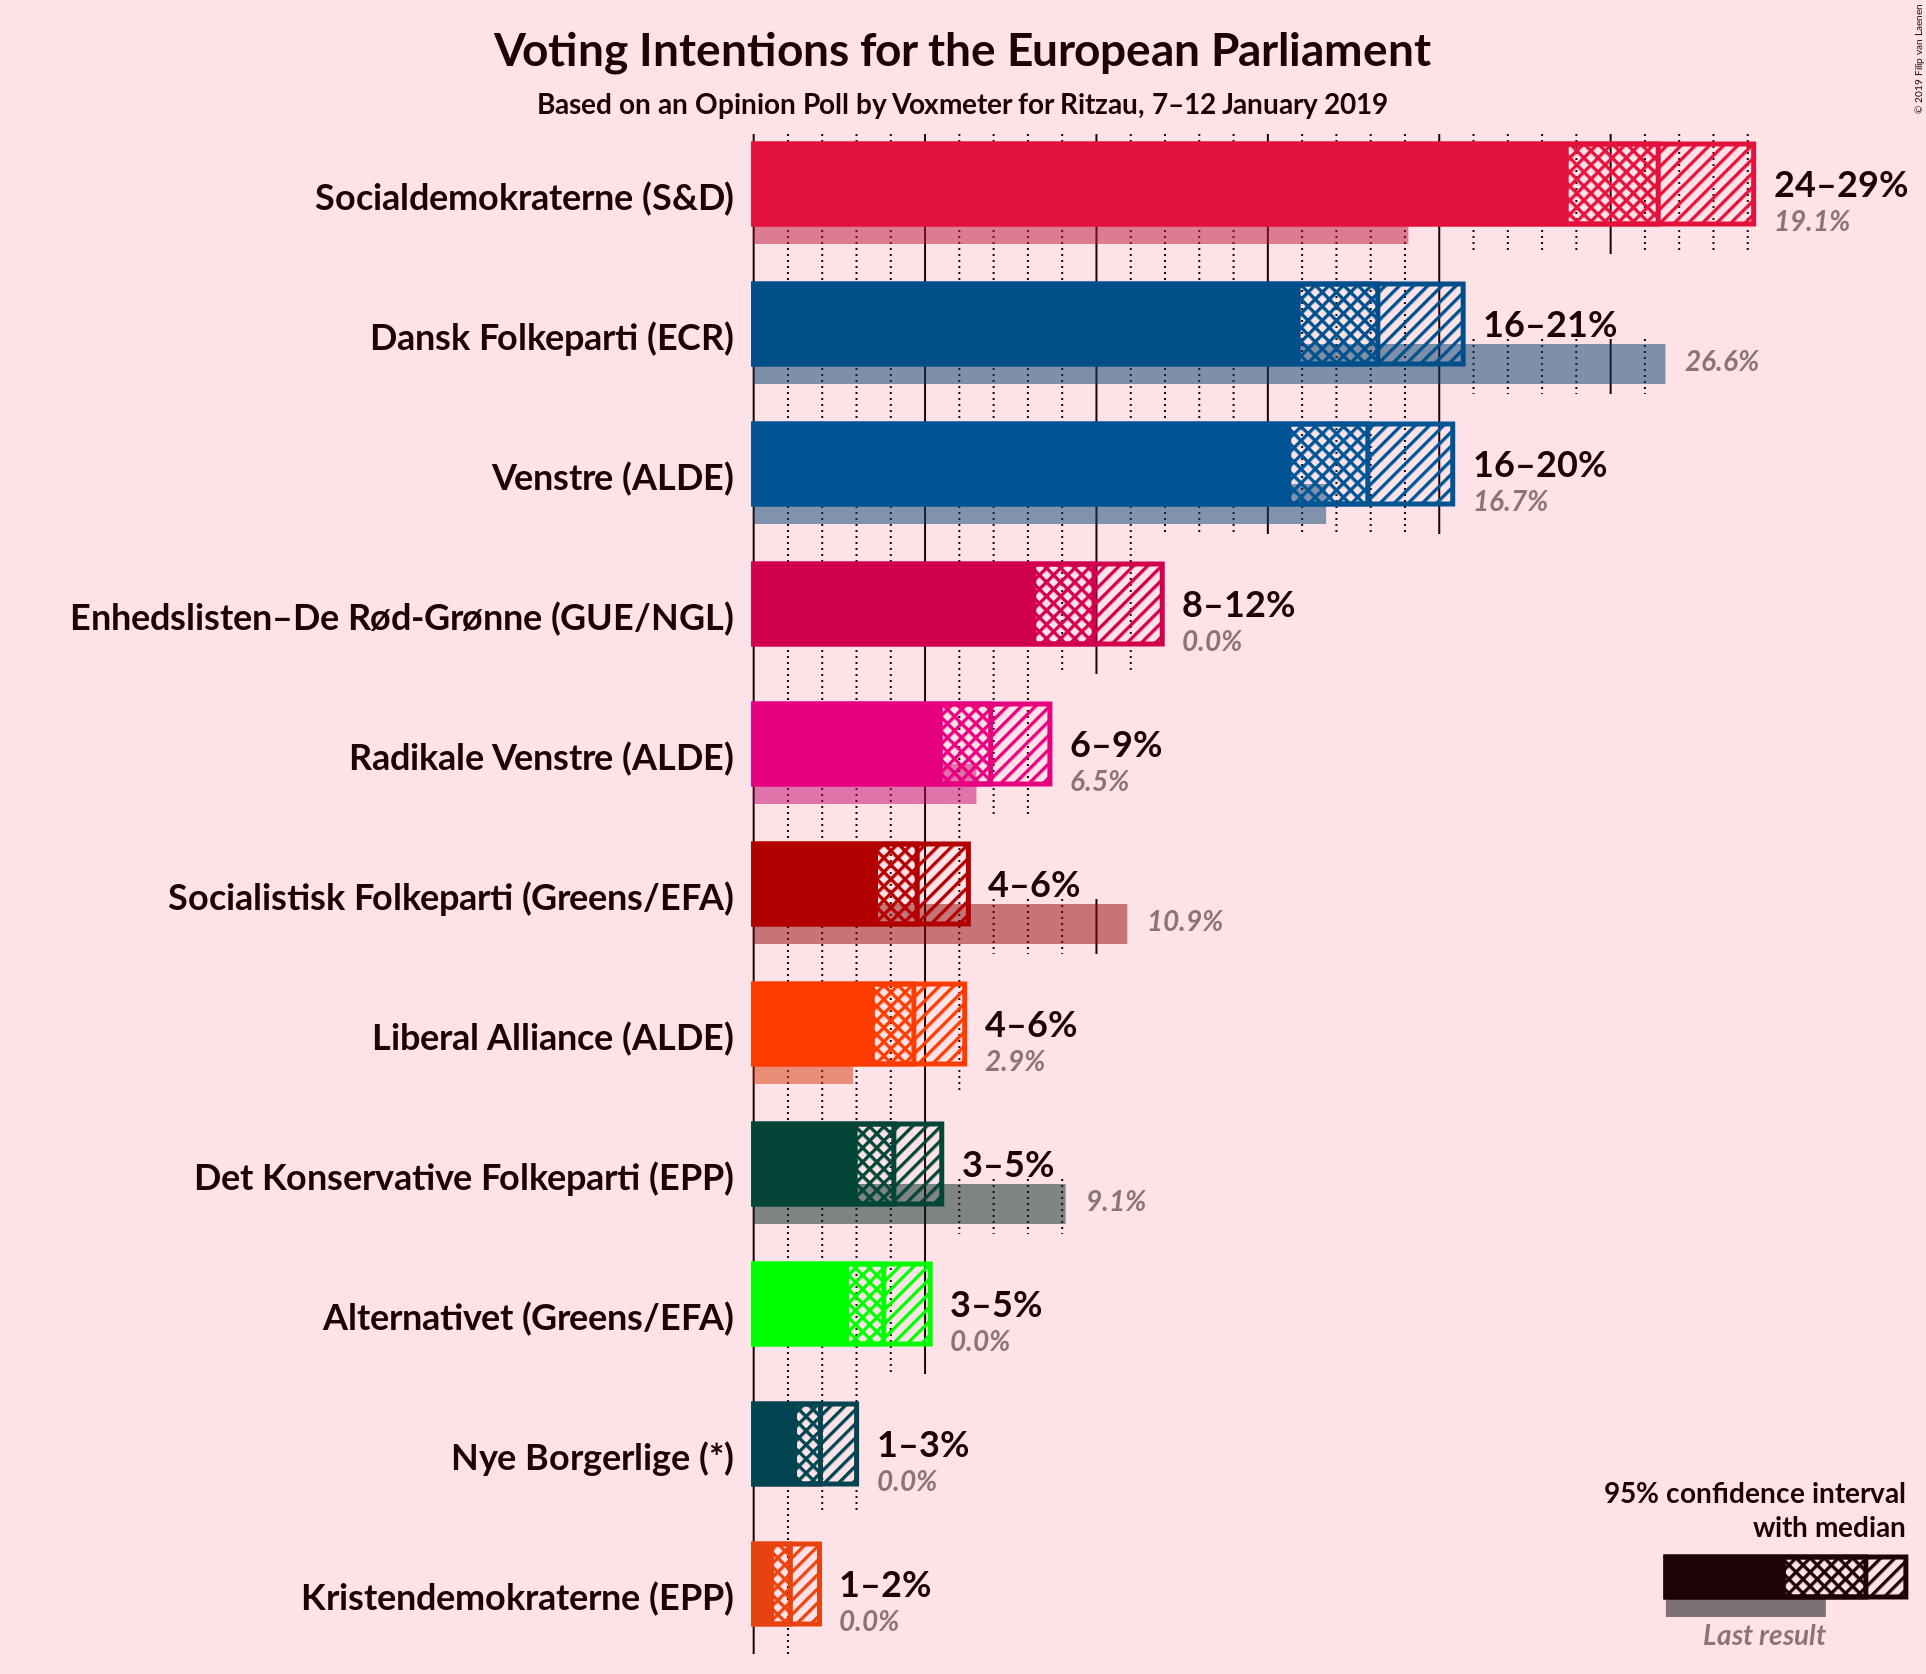 Voting Intentions for the European Parliament
Based on an Opinion Poll by Voxmeter for Ritzau, 7–12 January 2019
© 2019 Filip van Laenen
Socialdemokraterne (S&D)
24–29%
19.1%
Dansk Folkeparti (ECR)
16–21%
26.6%
Venstre (ALDE)
16–20%
16.7%
Enhedslisten–De Rød-Grønne (GUE/NGL)
8–12%
0.0%
Radikale Venstre (ALDE)
6–9%
6.5%
Socialistisk Folkeparti (Greens/EFA)
4–6%
10.9%
Liberal Alliance (ALDE)
4–6%
2.9%
Det Konservative Folkeparti (EPP)
3–5%
9.1%
Alternativet (Greens/EFA)
3–5%
0.0%
Nye Borgerlige (*)
1–3%
0.0%
Kristendemokraterne (EPP)
1–2%
0.0%
95% confidence interval
with median
Last result